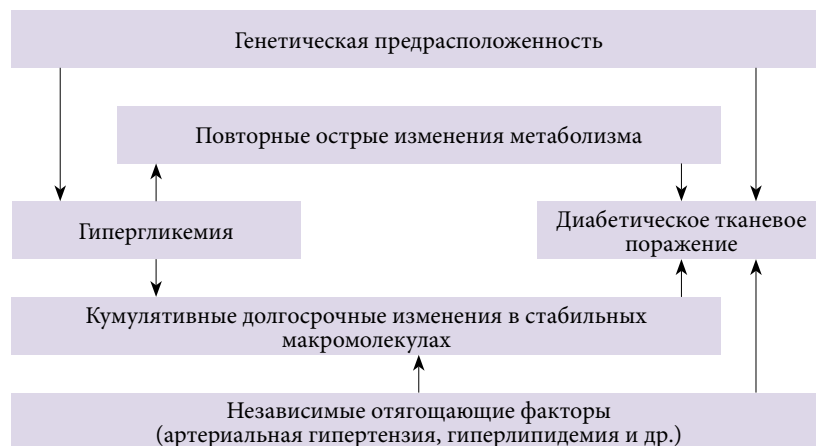 Генетическая предрасположенность
Повторные острые изменения метаболизма
Гипергликемия
Диабетическое тканевое
поражение
Кумулятивные долгосрочные изменения в стабильных
макромолекулах
Независимые отягощающие факторы
(артериальная гипертензия, гиперлипидемия и др.)